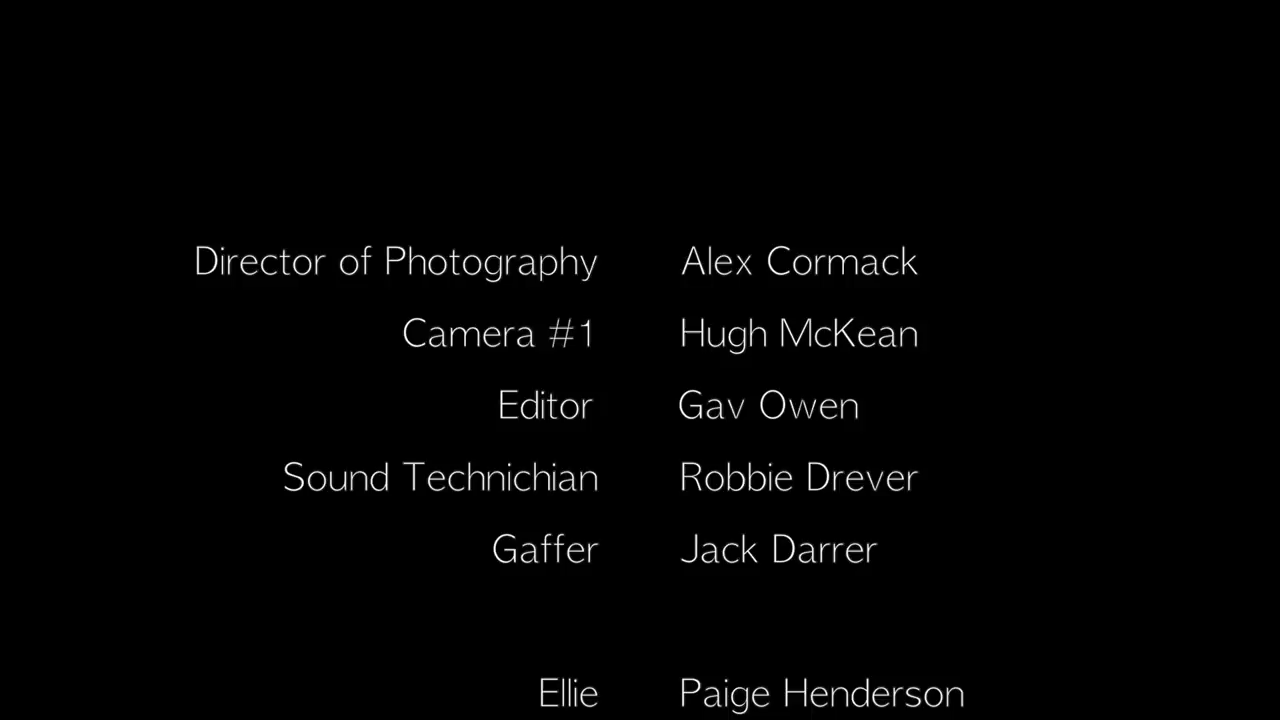 Director of Photography Alex Cormack
Camera #1 Hugh McKean
Editor Gav Owen
Sound Technichian Robbie Drever
Gaffer Jack Darrer
Ellie Paige Henderson